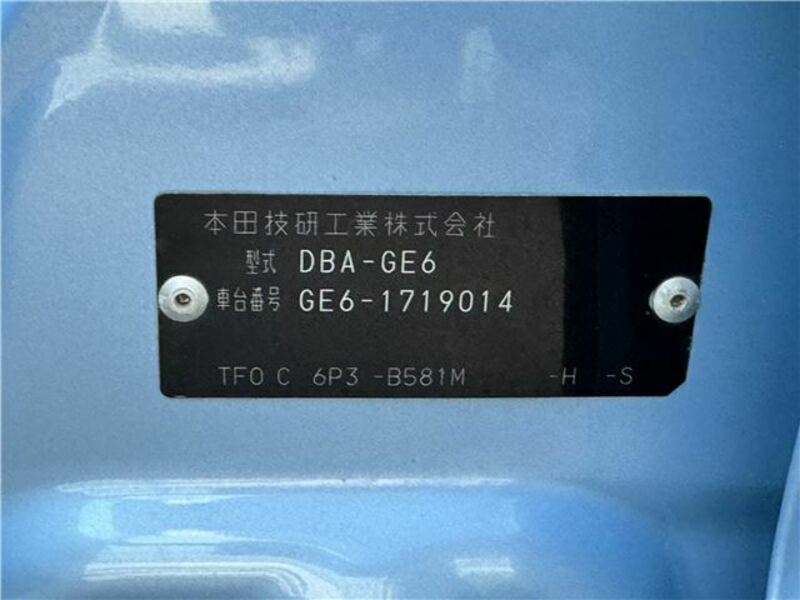 本田技研工業株式会社
型式 DBA-GE6
車台番号 GE6-1719014
TFO C 6P3 -B581M -H -S